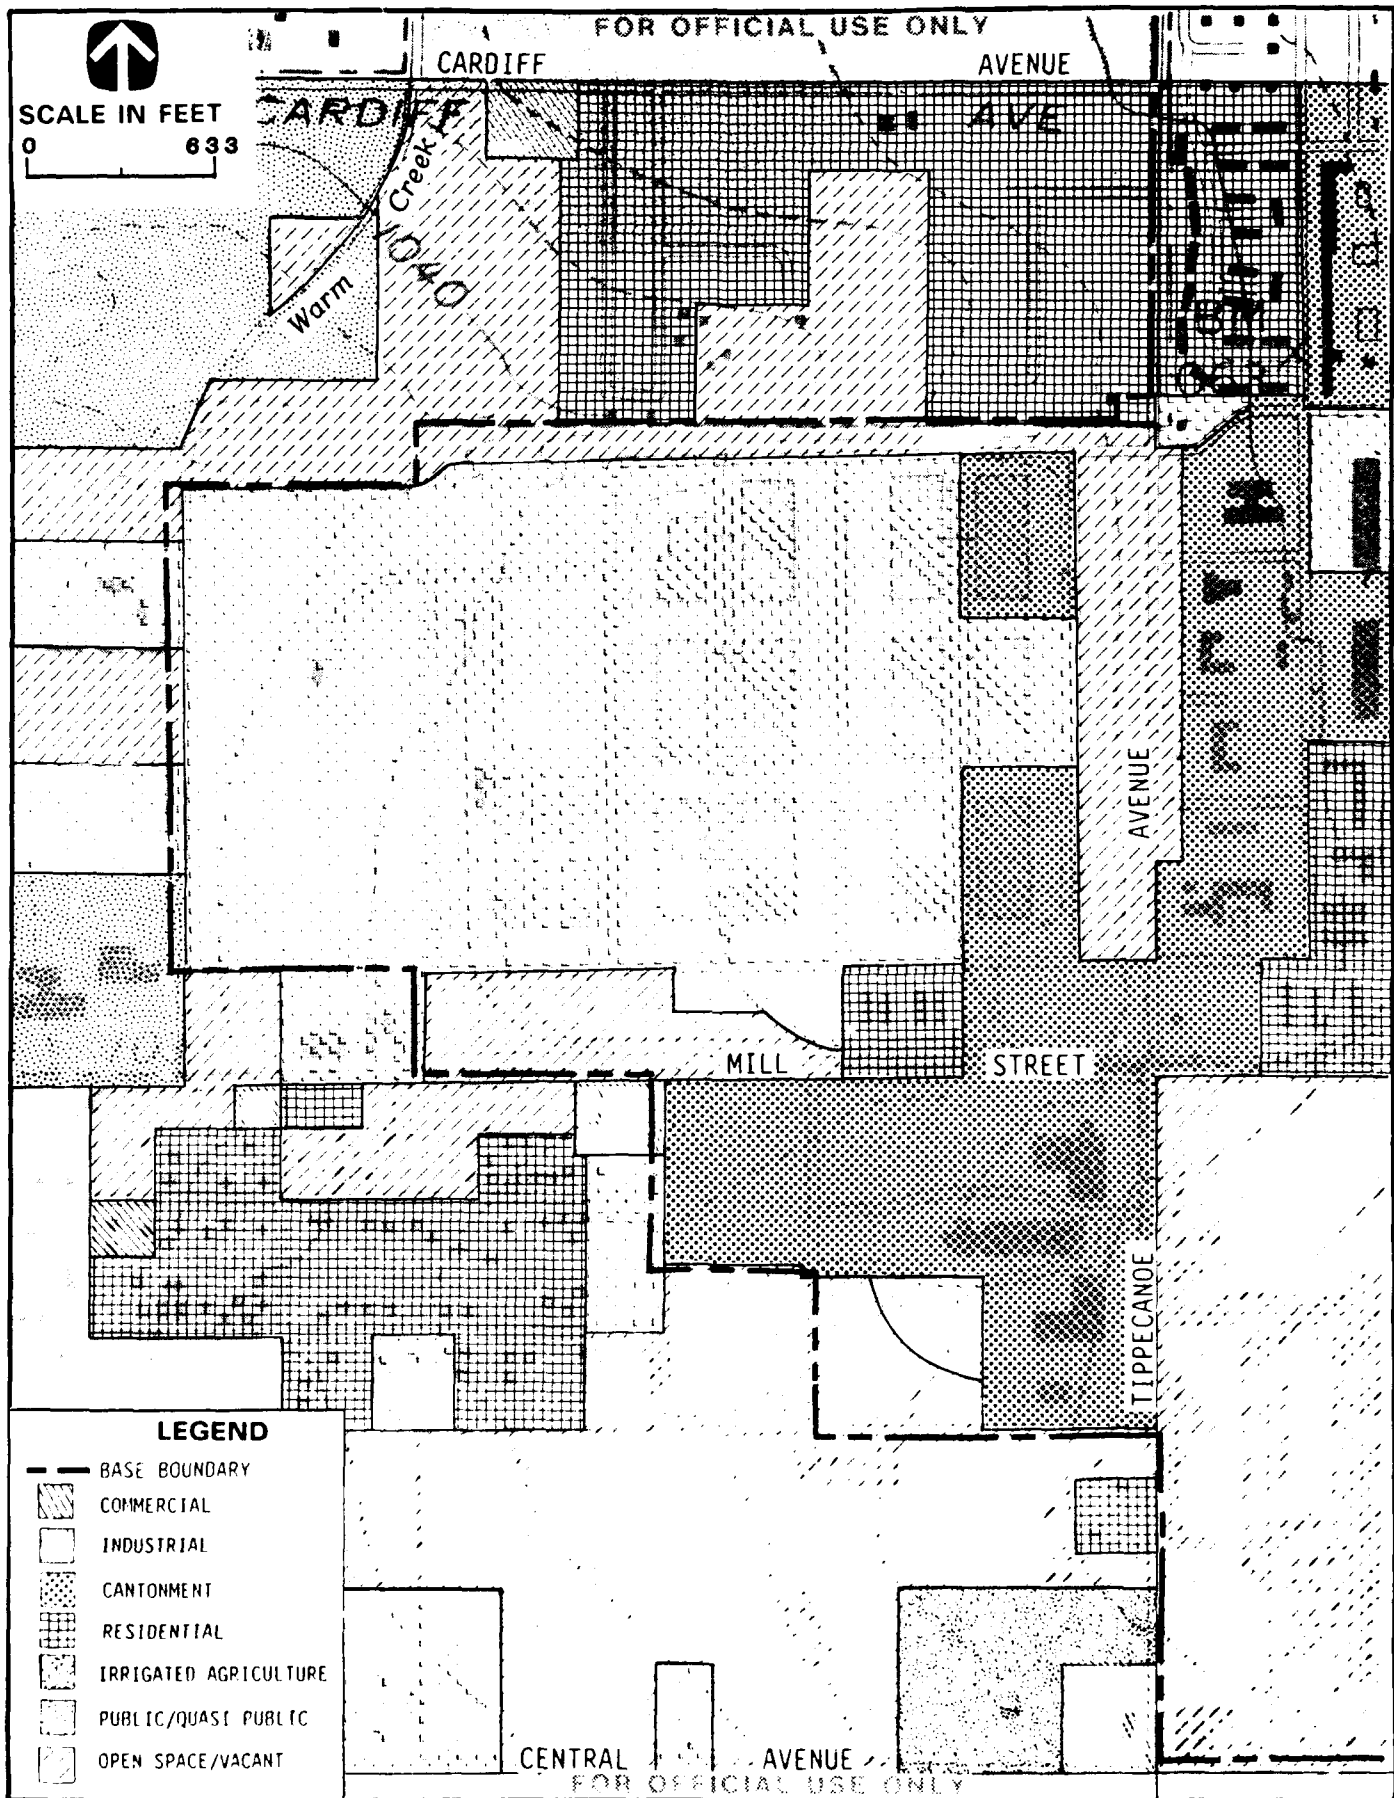 FOR OFFICIAL USE ONLY
CARDIFF AVENUE
SCALE IN FEET
0 633
CARDIFF AVE
Creek
1040
Warm
AVENUE
MILL STREET
TIPPECANOE
LEGEND
BASE BOUNDARY
COMMERCIAL
INDUSTRIAL
CANTONMENT
RESIDENTIAL
IRRIGATED AGRICULTURE
PUBLIC/QUASI PUBLIC
OPEN SPACE/VACANT
CENTRAL AVENUE
FOR OFFICIAL USE ONLY